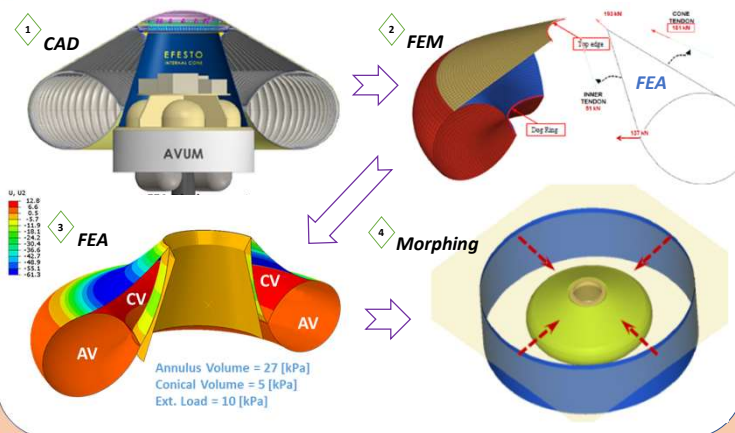 1 CAD
EFESTO
INTERNAL CONE
AVUM
2 FEM
Top edge
Dog Ring
CONE
TENDON
INNER
TENDON
51 kN
FEA
U, U2
12.8
6.6
0.5
-5.7
-11.9
-18.1
-24.2
-30.4
-36.6
-42.7
-48.9
-55.1
-61.3
3 FEA
CV
CV
AV
AV
Annulus Volume = 27 [kPa]
Conical Volume = 5 [kPa]
Ext. Load = 10 [kPa]
4 Morphing